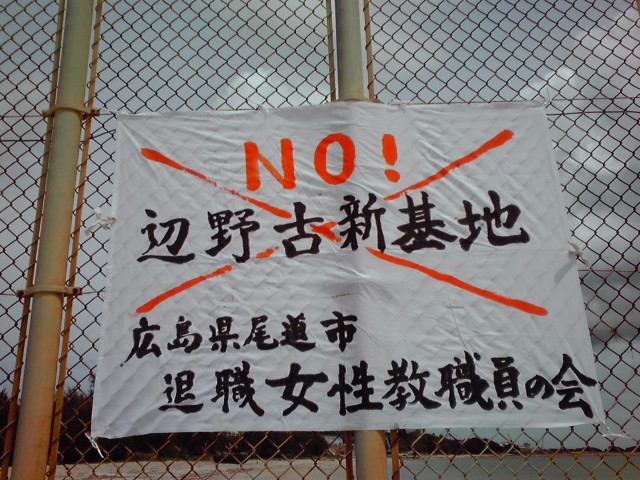 NO!
辺野古新基地
広島県尾道市
退職女性教職員の会